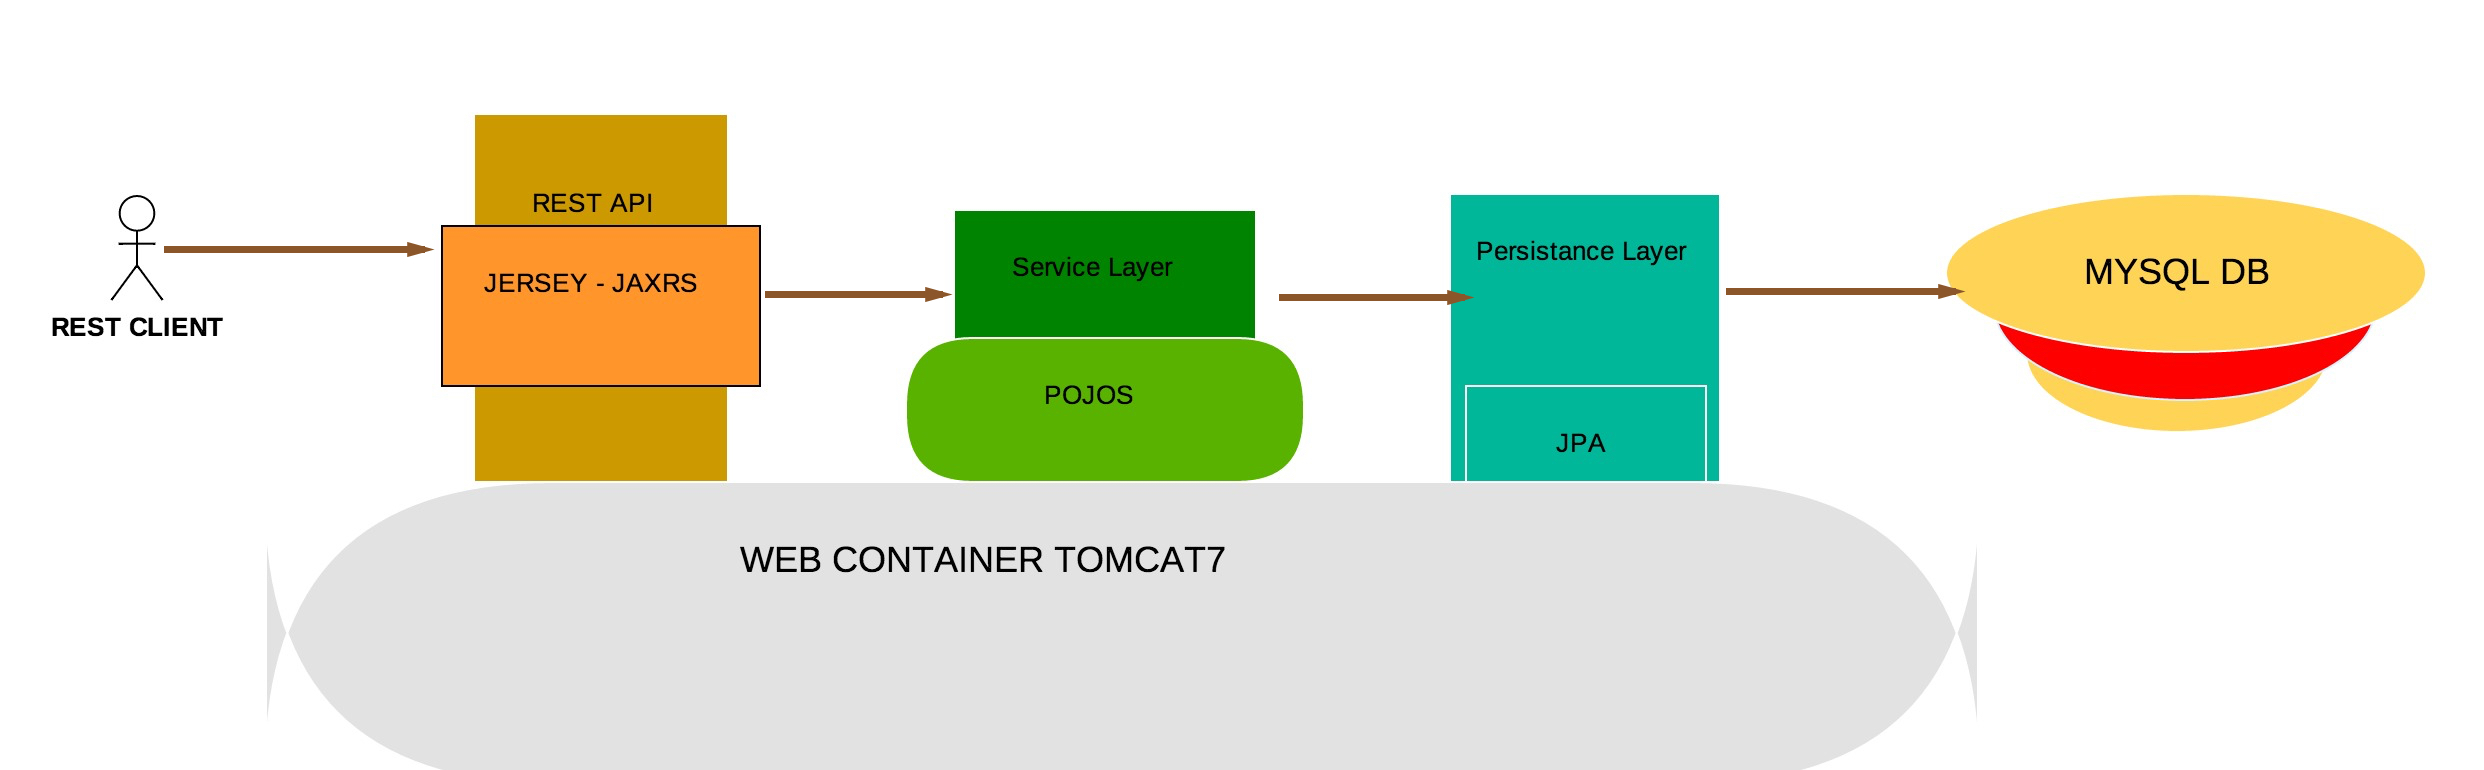 REST API
JERSEY - JAXRS
REST CLIENT
Service Layer
POJOS
Persistance Layer
JPA
MYSQL DB
WEB CONTAINER TOMCAT7